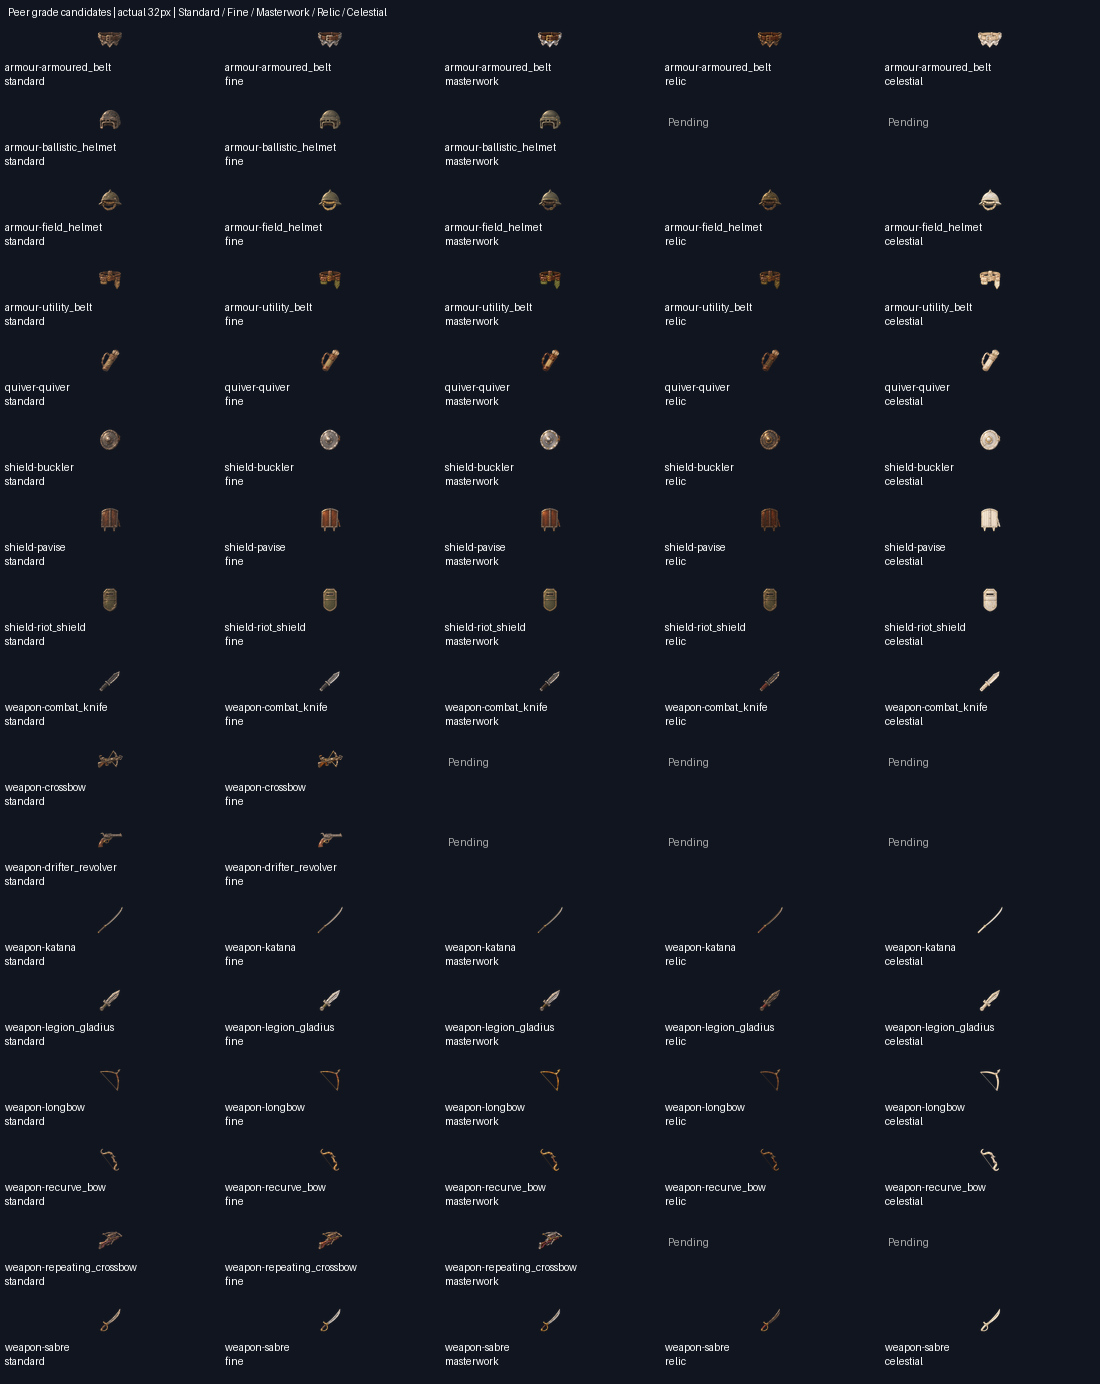 Peer grade candidates | actual 32px | Standard / Fine / Masterwork / Relic / Celestial
armour-armoured_belt armour-armoured_belt armour-armoured_belt armour-armoured_belt armour-armoured_belt
standard fine masterwork relic celestial
Pending Pending
armour-ballistic_helmet armour-ballistic_helmet armour-ballistic_helmet
standard fine masterwork
armour-field_helmet armour-field_helmet armour-field_helmet armour-field_helmet armour-field_helmet
standard fine masterwork relic celestial
armour-utility_belt armour-utility_belt armour-utility_belt armour-utility_belt armour-utility_belt
standard fine masterwork relic celestial
quiver-quiver quiver-quiver quiver-quiver quiver-quiver quiver-quiver
standard fine masterwork relic celestial
shield-buckler shield-buckler shield-buckler shield-buckler shield-buckler
standard fine masterwork relic celestial
shield-pavise shield-pavise shield-pavise shield-pavise shield-pavise
standard fine masterwork relic celestial
shield-riot_shield shield-riot_shield shield-riot_shield shield-riot_shield shield-riot_shield
standard fine masterwork relic celestial
weapon-combat_knife weapon-combat_knife weapon-combat_knife weapon-combat_knife weapon-combat_knife
standard fine masterwork relic celestial
Pending Pending Pending
weapon-crossbow weapon-crossbow
standard fine
Pending Pending Pending
weapon-drifter_revolver weapon-drifter_revolver
standard fine
weapon-katana weapon-katana weapon-katana weapon-katana weapon-katana
standard fine masterwork relic celestial
weapon-legion_gladius weapon-legion_gladius weapon-legion_gladius weapon-legion_gladius weapon-legion_gladius
standard fine masterwork relic celestial
weapon-longbow weapon-longbow weapon-longbow weapon-longbow weapon-longbow
standard fine masterwork relic celestial
weapon-recurve_bow weapon-recurve_bow weapon-recurve_bow weapon-recurve_bow weapon-recurve_bow
standard fine masterwork relic celestial
Pending Pending
weapon-repeating_crossbow weapon-repeating_crossbow weapon-repeating_crossbow
standard fine masterwork
weapon-sabre weapon-sabre weapon-sabre weapon-sabre weapon-sabre
standard fine masterwork relic celestial